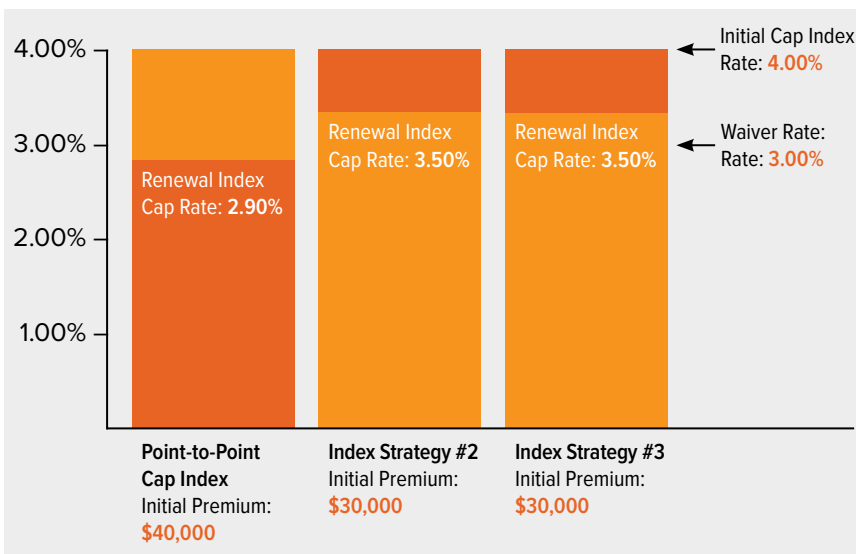 4.00%
3.00%
2.00%
1.00%
Renewal Index
Cap Rate: 2.90%
Renewal Index
Cap Rate: 3.50%
Renewal Index
Cap Rate: 3.50%
Initial Cap Index
Rate: 4.00%
Waiver Rate:
Rate: 3.00%
Point-to-Point
Cap Index
Initial Premium:
$40,000
Index Strategy #2
Initial Premium:
$30,000
Index Strategy #3
Initial Premium:
$30,000